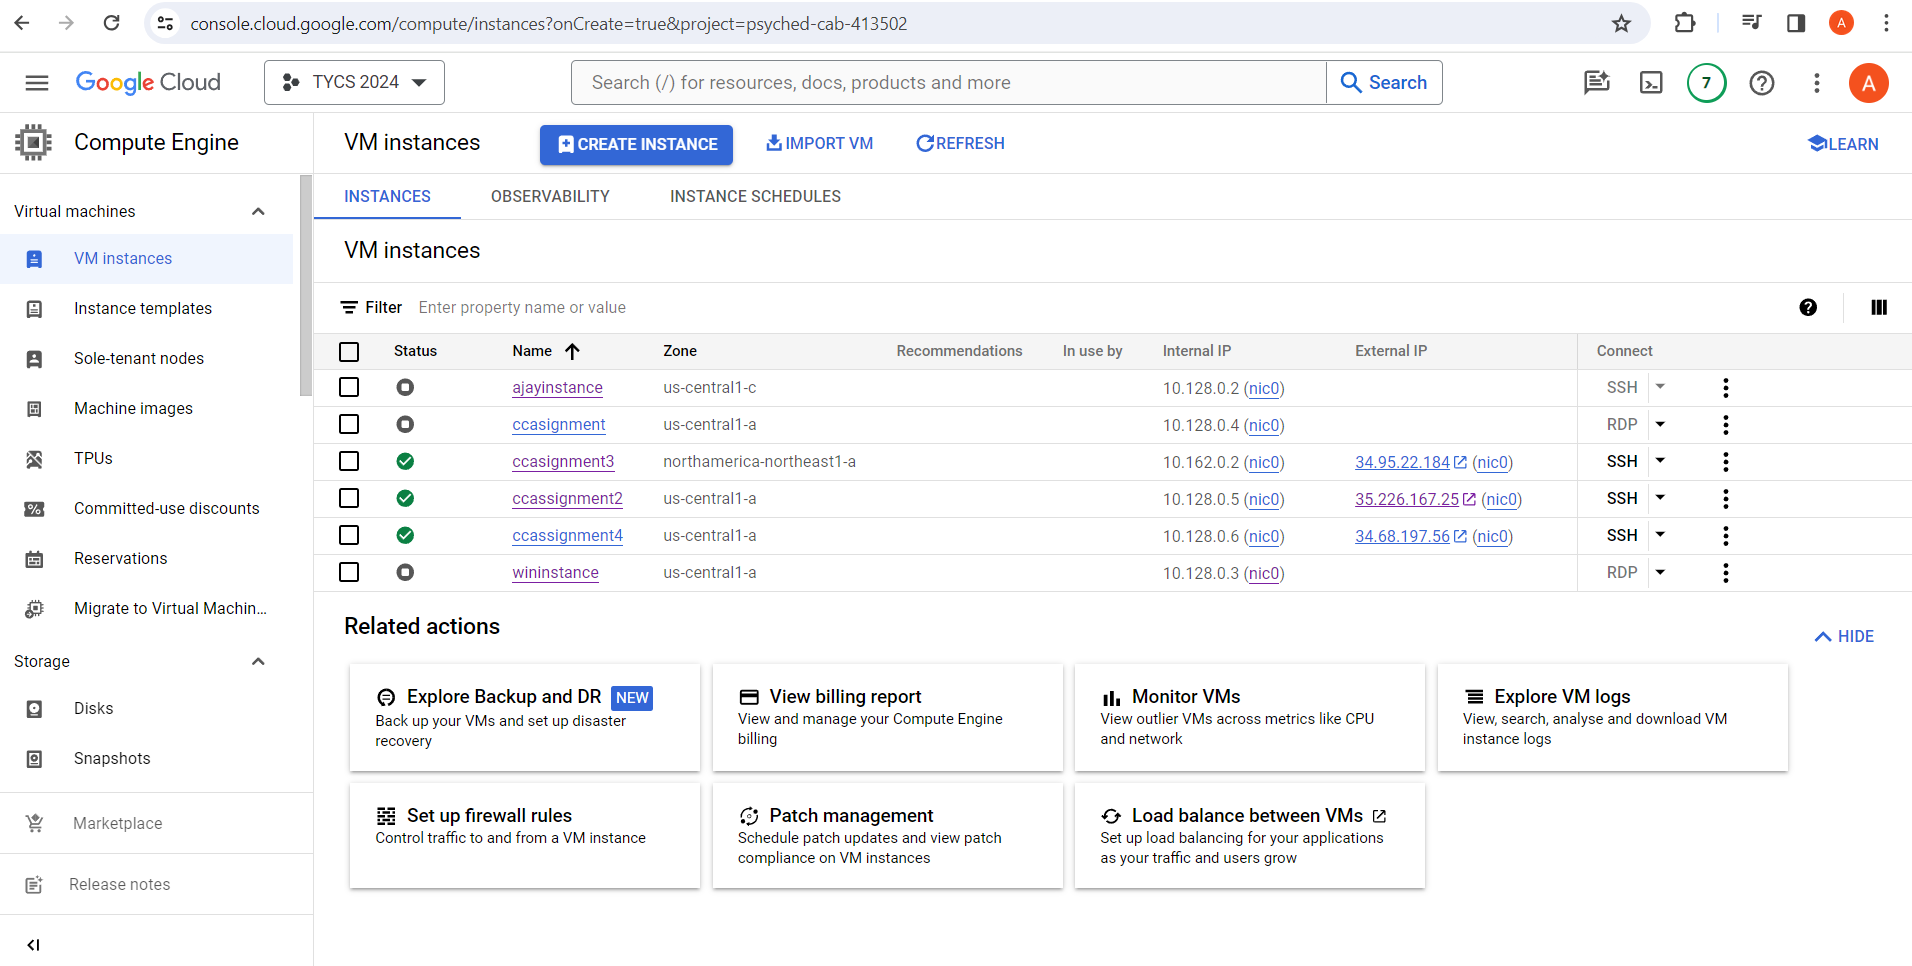 console.cloud.google.com/compute/instances?onCreate=true&project=psyched-cab-413502
A
Google Cloud
TYCS 2024
Search (/) for resources, docs, products and more
Search
7
A
Compute Engine
VM instances
CREATE INSTANCE
IMPORT VM
REFRESH
LEARN
Virtual machines
VM instances
Instance templates
Sole-tenant nodes
Machine images
TPUs
Committed-use discounts
Reservations
Migrate to Virtual Machin...
Storage
Disks
Snapshots
Marketplace
Release notes
INSTANCES OBSERVABILITY INSTANCE SCHEDULES
VM instances
Filter Enter property name or value
Status Name Zone Recommendations In use by Internal IP External IP Connect
ajayinstance us-central1-c 10.128.0.2 (nic0) SSH
ccasignment us-central1-a 10.128.0.4 (nic0) RDP
ccasignment3 northamerica-northeast1-a 10.162.0.2 (nic0) 34.95.22.184 (nic0) SSH
ccassignment2 us-central1-a 10.128.0.5 (nic0) 35.226.167.25 (nic0) SSH
ccassignment4 us-central1-a 10.128.0.6 (nic0) 34.68.197.56 (nic0) SSH
wininstance us-central1-a 10.128.0.3 (nic0) RDP
Related actions
HIDE
Explore Backup and DR NEW
Back up your VMs and set up disaster
recovery
View billing report
View and manage your Compute Engine
billing
Monitor VMs
View outlier VMs across metrics like CPU
and network
Explore VM logs
View, search, analyse and download VM
instance logs
Set up firewall rules
Control traffic to and from a VM instance
Patch management
Schedule patch updates and view patch
compliance on VM instances
Load balance between VMs
Set up load balancing for your applications
as your traffic and users grow